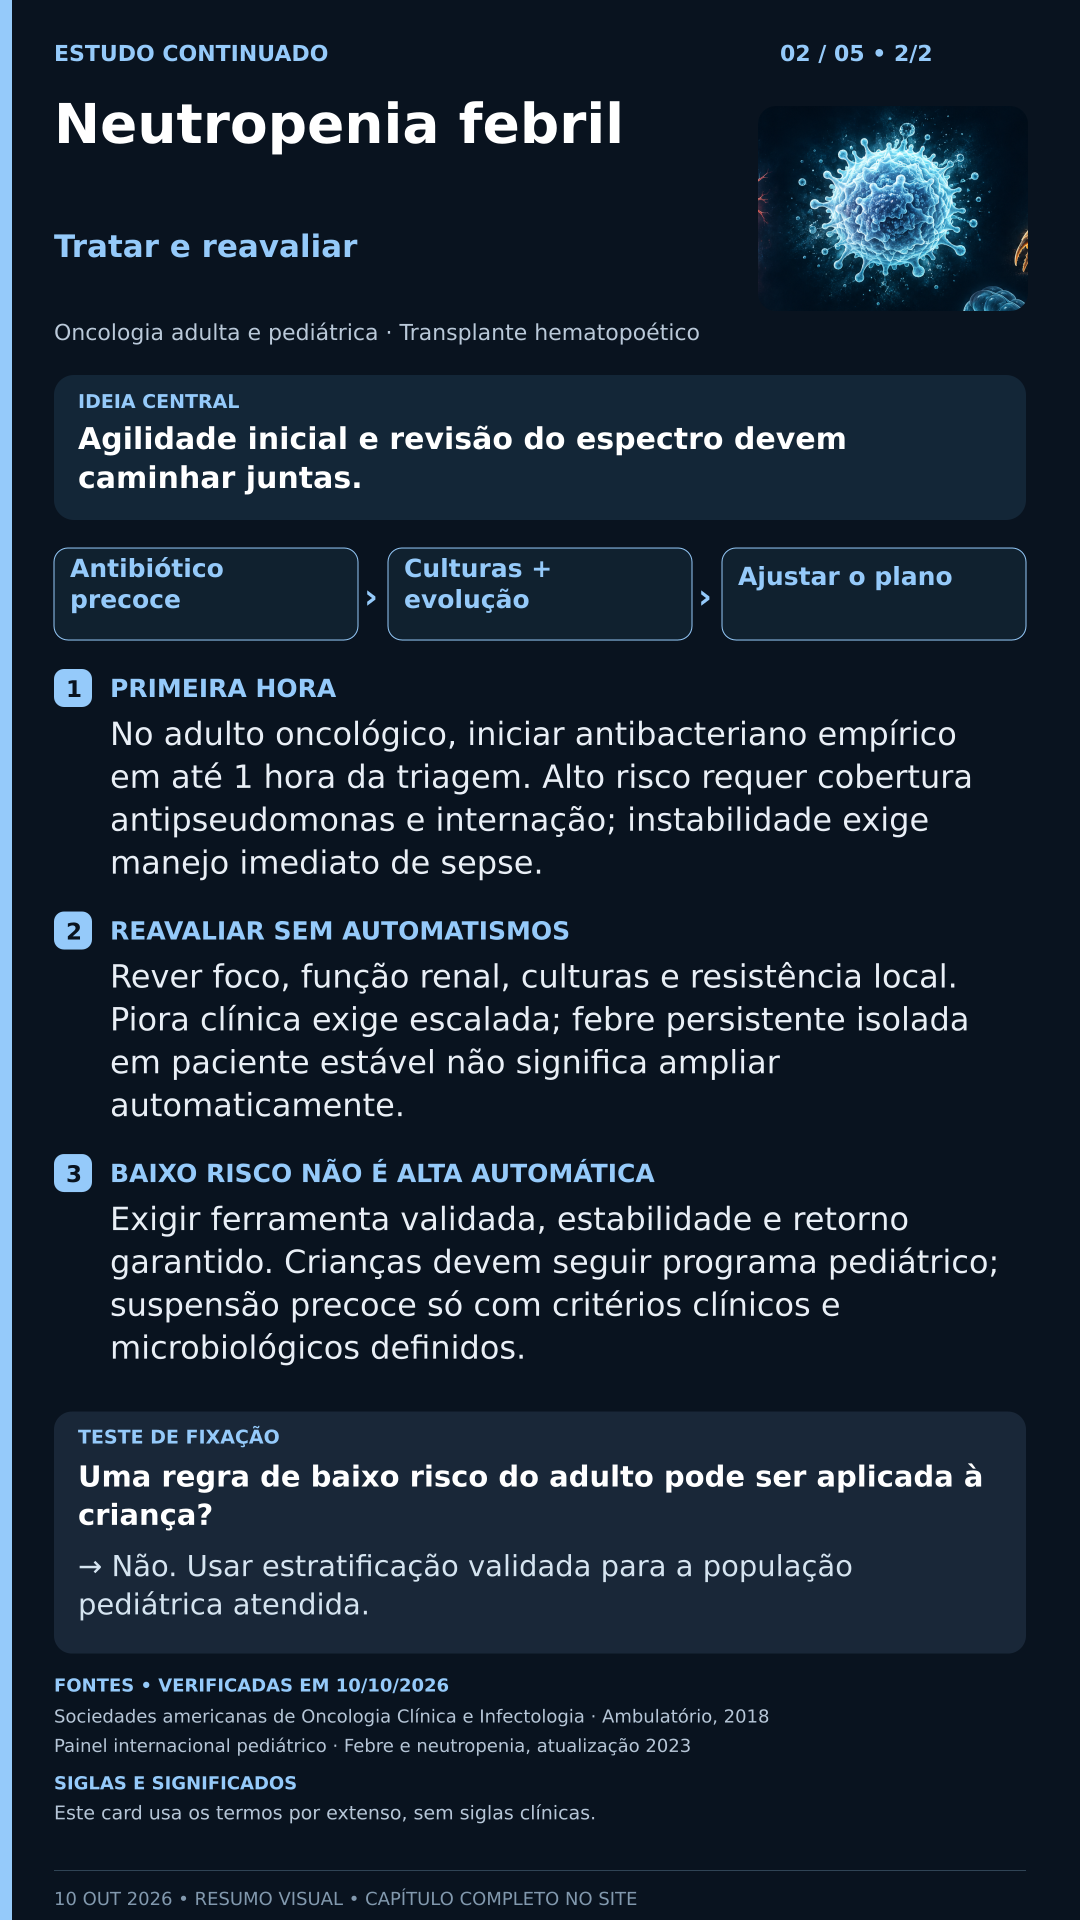 ESTUDO CONTINUADO
02 / 05 • 2/2
Neutropenia febril
Tratar e reavaliar
Oncologia adulta e pediátrica · Transplante hematopoético
IDEIA CENTRAL
Agilidade inicial e revisão do espectro devem
caminhar juntas.
Antibiótico
precoce
›
Culturas +
evolução
›
Ajustar o plano
1 PRIMEIRA HORA
No adulto oncológico, iniciar antibacteriano empírico
em até 1 hora da triagem. Alto risco requer cobertura
antipseudomonas e internação; instabilidade exige
manejo imediato de sepse.
2 REAVALIAR SEM AUTOMATISMOS
Rever foco, função renal, culturas e resistência local.
Piora clínica exige escalada; febre persistente isolada
em paciente estável não significa ampliar
automaticamente.
3 BAIXO RISCO NÃO É ALTA AUTOMÁTICA
Exigir ferramenta validada, estabilidade e retorno
garantido. Crianças devem seguir programa pediátrico;
suspensão precoce só com critérios clínicos e
microbiológicos definidos.
TESTE DE FIXAÇÃO
Uma regra de baixo risco do adulto pode ser aplicada à
criança?
→ Não. Usar estratificação validada para a população
pediátrica atendida.
FONTES • VERIFICADAS EM 10/10/2026
Sociedades americanas de Oncologia Clínica e Infectologia · Ambulatório, 2018
Painel internacional pediátrico · Febre e neutropenia, atualização 2023
SIGLAS E SIGNIFICADOS
Este card usa os termos por extenso, sem siglas clínicas.
10 OUT 2026 • RESUMO VISUAL • CAPÍTULO COMPLETO NO SITE